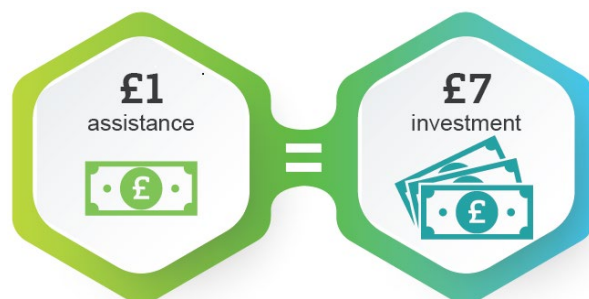 £1
assistance
£
=
£7
investment
£